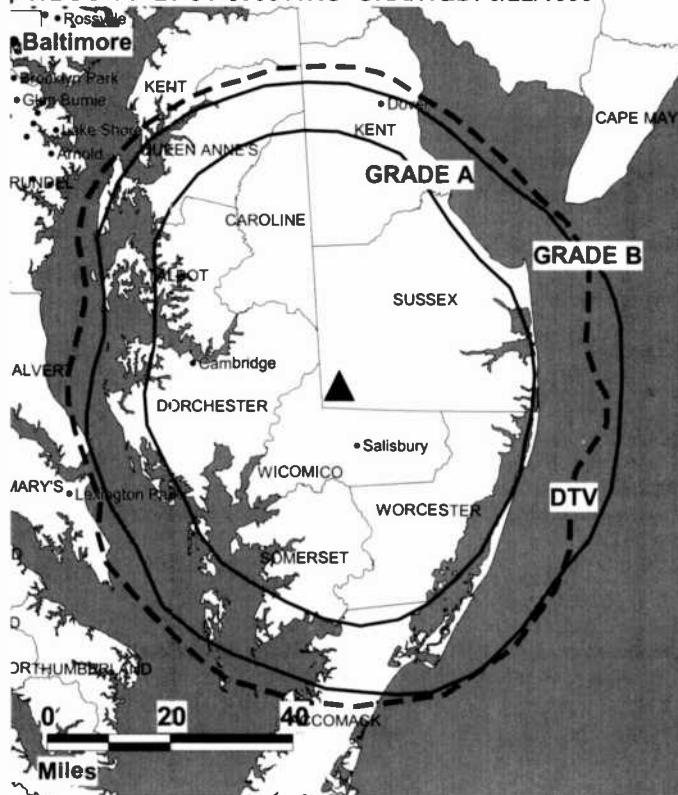 Rossville
Baltimore
Brooklyn Park
Glen Burnie
Lake Shore
Arnold
KENT
Dover
KENT
CAPE MAY
QUEEN ANNE'S
RUNDEL
GRADE A
CAROLINE
GRADE B
TALBOT
SUSSEX
ALVERT
Cambridge
DORCHESTER
Salisbury
WICOMICO
MARY'S
Lexington Park
DTV
WORCESTER
SOMERSET
ORTHUMBERLAND
0 20 40
ACCOMACK
Miles